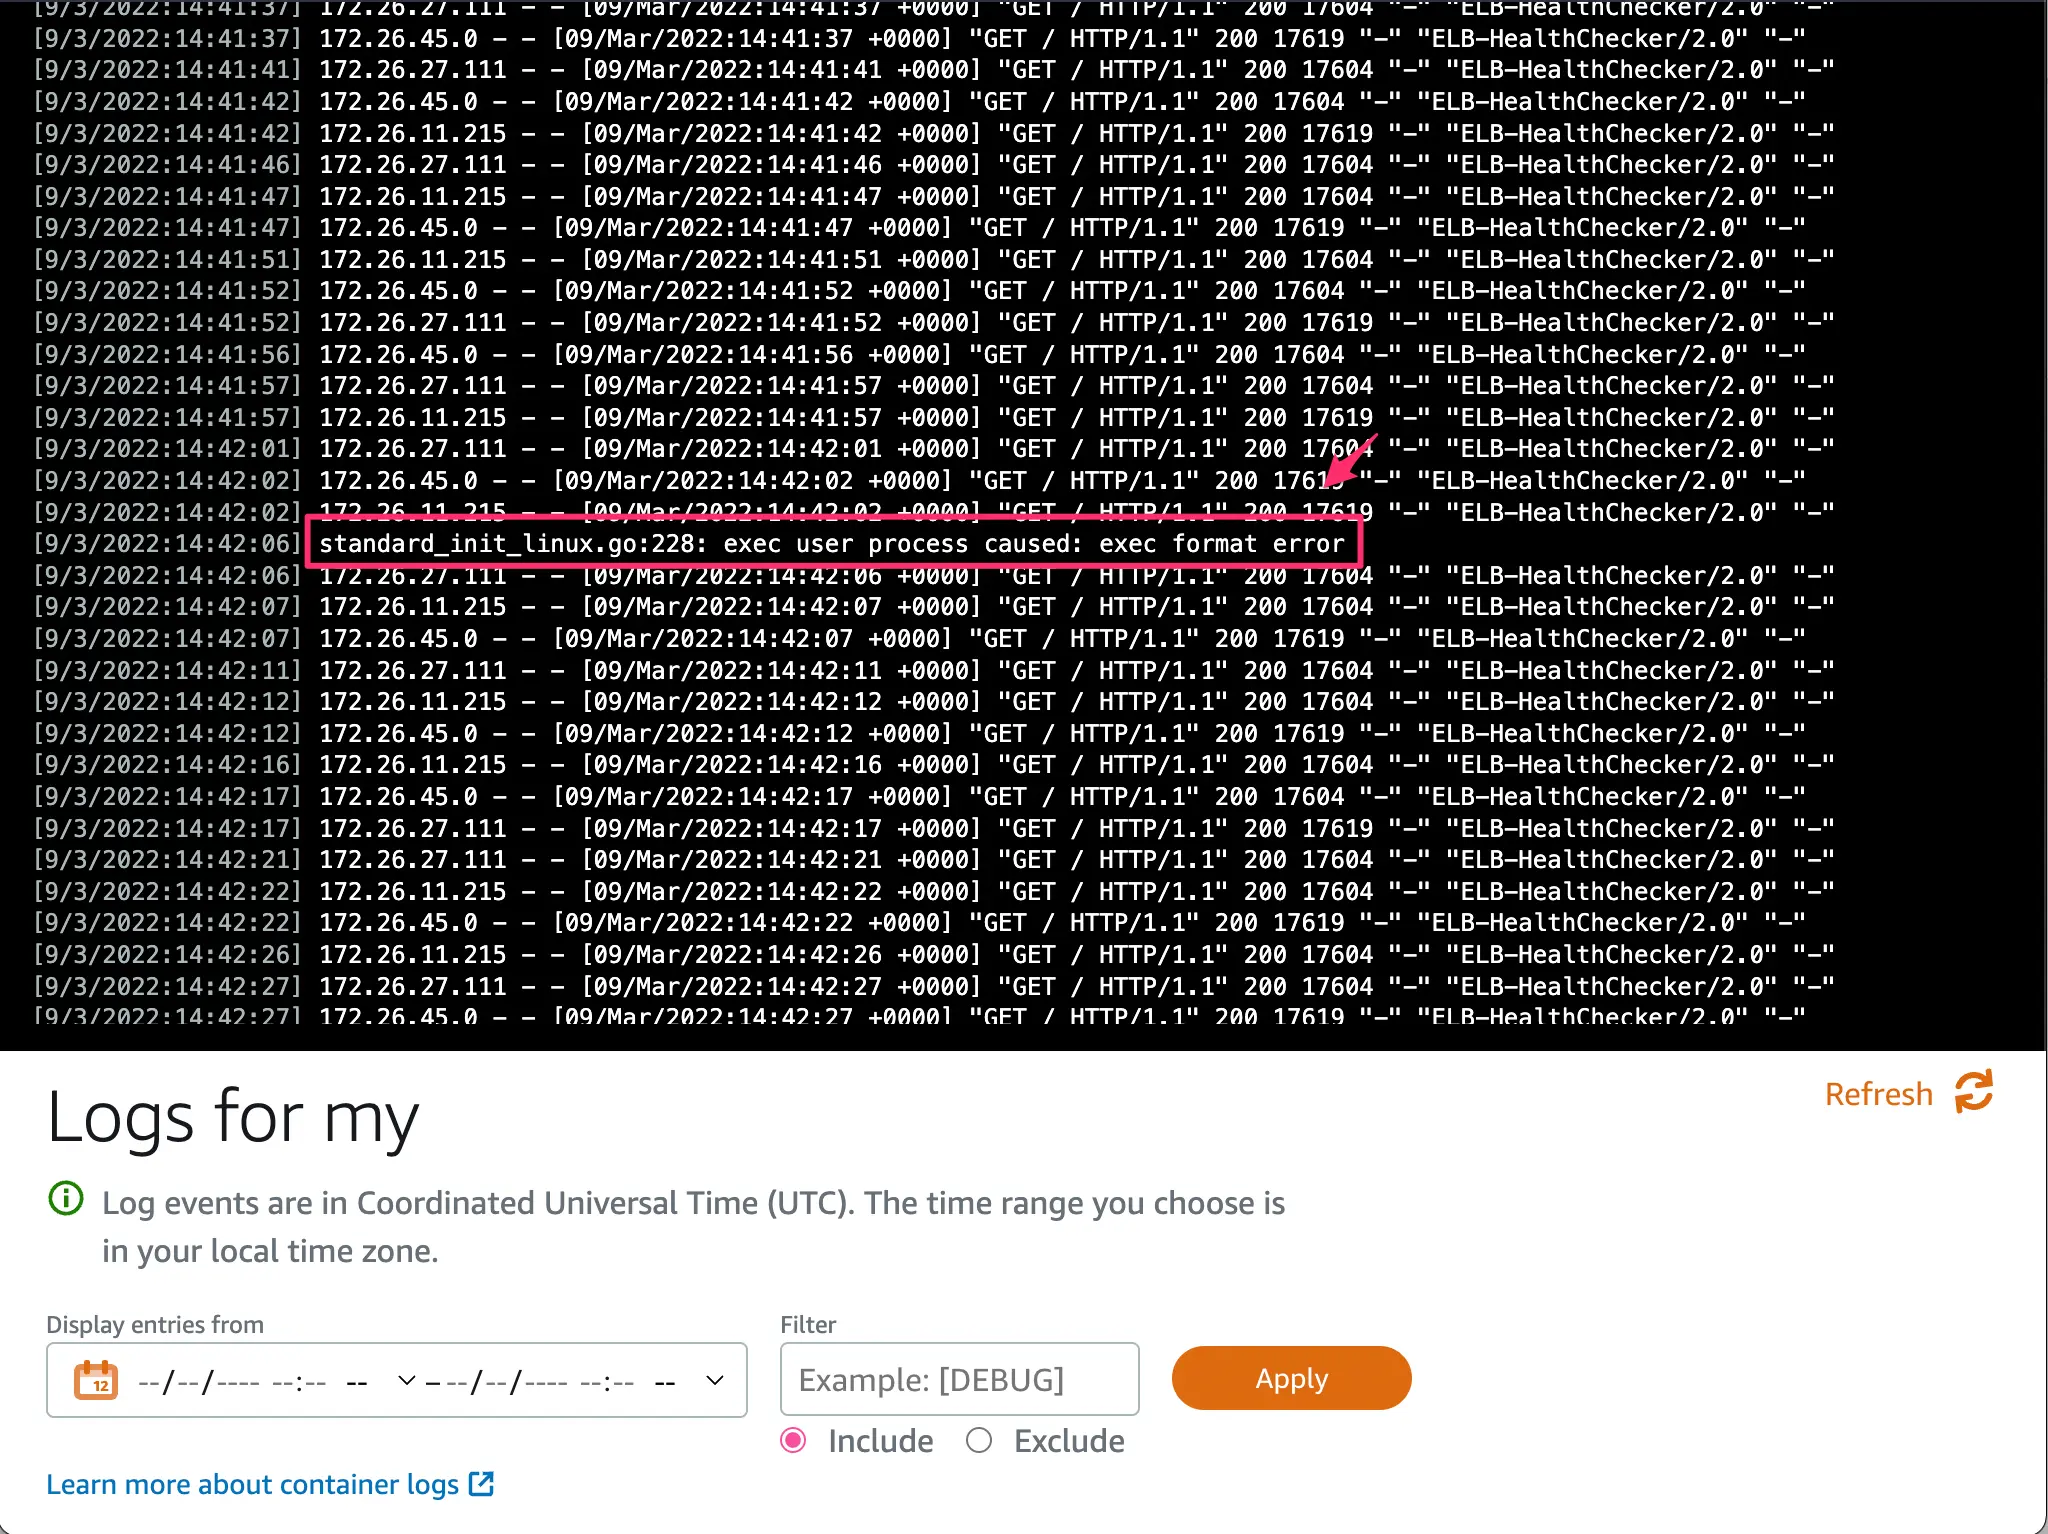 [9/3/2022:14:41:37] 172.26.27.111 - - [09/Mar/2022:14:41:37 +0000] "GET / HTTP/1.1" 200 17604 "-" "ELB-HealthChecker/2.0" "-"
[9/3/2022:14:41:37] 172.26.45.0 - - [09/Mar/2022:14:41:37 +0000] "GET / HTTP/1.1" 200 17619 "-" "ELB-HealthChecker/2.0" "-"
[9/3/2022:14:41:41] 172.26.27.111 - - [09/Mar/2022:14:41:41 +0000] "GET / HTTP/1.1" 200 17604 "-" "ELB-HealthChecker/2.0" "-"
[9/3/2022:14:41:42] 172.26.45.0 - - [09/Mar/2022:14:41:42 +0000] "GET / HTTP/1.1" 200 17604 "-" "ELB-HealthChecker/2.0" "-"
[9/3/2022:14:41:42] 172.26.11.215 - - [09/Mar/2022:14:41:42 +0000] "GET / HTTP/1.1" 200 17619 "-" "ELB-HealthChecker/2.0" "-"
[9/3/2022:14:41:46] 172.26.27.111 - - [09/Mar/2022:14:41:46 +0000] "GET / HTTP/1.1" 200 17604 "-" "ELB-HealthChecker/2.0" "-"
[9/3/2022:14:41:47] 172.26.11.215 - - [09/Mar/2022:14:41:47 +0000] "GET / HTTP/1.1" 200 17604 "-" "ELB-HealthChecker/2.0" "-"
[9/3/2022:14:41:47] 172.26.45.0 - - [09/Mar/2022:14:41:47 +0000] "GET / HTTP/1.1" 200 17619 "-" "ELB-HealthChecker/2.0" "-"
[9/3/2022:14:41:51] 172.26.11.215 - - [09/Mar/2022:14:41:51 +0000] "GET / HTTP/1.1" 200 17604 "-" "ELB-HealthChecker/2.0" "-"
[9/3/2022:14:41:52] 172.26.45.0 - - [09/Mar/2022:14:41:52 +0000] "GET / HTTP/1.1" 200 17604 "-" "ELB-HealthChecker/2.0" "-"
[9/3/2022:14:41:52] 172.26.27.111 - - [09/Mar/2022:14:41:52 +0000] "GET / HTTP/1.1" 200 17619 "-" "ELB-HealthChecker/2.0" "-"
[9/3/2022:14:41:56] 172.26.45.0 - - [09/Mar/2022:14:41:56 +0000] "GET / HTTP/1.1" 200 17604 "-" "ELB-HealthChecker/2.0" "-"
[9/3/2022:14:41:57] 172.26.27.111 - - [09/Mar/2022:14:41:57 +0000] "GET / HTTP/1.1" 200 17604 "-" "ELB-HealthChecker/2.0" "-"
[9/3/2022:14:41:57] 172.26.11.215 - - [09/Mar/2022:14:41:57 +0000] "GET / HTTP/1.1" 200 17619 "-" "ELB-HealthChecker/2.0" "-"
[9/3/2022:14:42:01] 172.26.27.111 - - [09/Mar/2022:14:42:01 +0000] "GET / HTTP/1.1" 200 17604 "-" "ELB-HealthChecker/2.0" "-"
[9/3/2022:14:42:02] 172.26.45.0 - - [09/Mar/2022:14:42:02 +0000] "GET / HTTP/1.1" 200 17619 "-" "ELB-HealthChecker/2.0" "-"
[9/3/2022:14:42:02] 172.26.11.215 - - [09/Mar/2022:14:42:02 +0000] "GET / HTTP/1.1" 200 17619 "-" "ELB-HealthChecker/2.0" "-"
[9/3/2022:14:42:06] standard_init_linux.go:228: exec user process caused: exec format error
[9/3/2022:14:42:06] 172.26.27.111 - - [09/Mar/2022:14:42:06 +0000] "GET / HTTP/1.1" 200 17604 "-" "ELB-HealthChecker/2.0" "-"
[9/3/2022:14:42:07] 172.26.11.215 - - [09/Mar/2022:14:42:07 +0000] "GET / HTTP/1.1" 200 17604 "-" "ELB-HealthChecker/2.0" "-"
[9/3/2022:14:42:07] 172.26.45.0 - - [09/Mar/2022:14:42:07 +0000] "GET / HTTP/1.1" 200 17619 "-" "ELB-HealthChecker/2.0" "-"
[9/3/2022:14:42:11] 172.26.27.111 - - [09/Mar/2022:14:42:11 +0000] "GET / HTTP/1.1" 200 17604 "-" "ELB-HealthChecker/2.0" "-"
[9/3/2022:14:42:12] 172.26.11.215 - - [09/Mar/2022:14:42:12 +0000] "GET / HTTP/1.1" 200 17604 "-" "ELB-HealthChecker/2.0" "-"
[9/3/2022:14:42:12] 172.26.45.0 - - [09/Mar/2022:14:42:12 +0000] "GET / HTTP/1.1" 200 17619 "-" "ELB-HealthChecker/2.0" "-"
[9/3/2022:14:42:16] 172.26.11.215 - - [09/Mar/2022:14:42:16 +0000] "GET / HTTP/1.1" 200 17604 "-" "ELB-HealthChecker/2.0" "-"
[9/3/2022:14:42:17] 172.26.45.0 - - [09/Mar/2022:14:42:17 +0000] "GET / HTTP/1.1" 200 17604 "-" "ELB-HealthChecker/2.0" "-"
[9/3/2022:14:42:17] 172.26.27.111 - - [09/Mar/2022:14:42:17 +0000] "GET / HTTP/1.1" 200 17619 "-" "ELB-HealthChecker/2.0" "-"
[9/3/2022:14:42:21] 172.26.27.111 - - [09/Mar/2022:14:42:21 +0000] "GET / HTTP/1.1" 200 17604 "-" "ELB-HealthChecker/2.0" "-"
[9/3/2022:14:42:22] 172.26.11.215 - - [09/Mar/2022:14:42:22 +0000] "GET / HTTP/1.1" 200 17604 "-" "ELB-HealthChecker/2.0" "-"
[9/3/2022:14:42:22] 172.26.45.0 - - [09/Mar/2022:14:42:22 +0000] "GET / HTTP/1.1" 200 17619 "-" "ELB-HealthChecker/2.0" "-"
[9/3/2022:14:42:26] 172.26.11.215 - - [09/Mar/2022:14:42:26 +0000] "GET / HTTP/1.1" 200 17604 "-" "ELB-HealthChecker/2.0" "-"
[9/3/2022:14:42:27] 172.26.27.111 - - [09/Mar/2022:14:42:27 +0000] "GET / HTTP/1.1" 200 17604 "-" "ELB-HealthChecker/2.0" "-"
[9/3/2022:14:42:27] 172.26.45.0 - - [09/Mar/2022:14:42:27 +0000] "GET / HTTP/1.1" 200 17619 "-" "ELB-HealthChecker/2.0" "-"
Logs for my
Refresh
Log events are in Coordinated Universal Time (UTC). The time range you choose is
in your local time zone.
Display entries from
Filter
12 --/--/---- --:-- -- – --/--/---- --:-- --
Example: [DEBUG]
Apply
Include
Exclude
Learn more about container logs